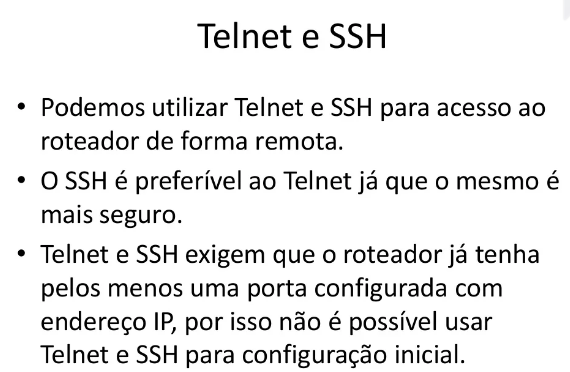 Telnet e SSH
• Podemos utilizar Telnet e SSH para acesso ao
roteador de forma remota.
• O SSH é preferível ao Telnet já que o mesmo é
mais seguro.
• Telnet e SSH exigem que o roteador já tenha
pelos menos uma porta configurada com
endereço IP, por isso não é possível usar
Telnet e SSH para configuração inicial.